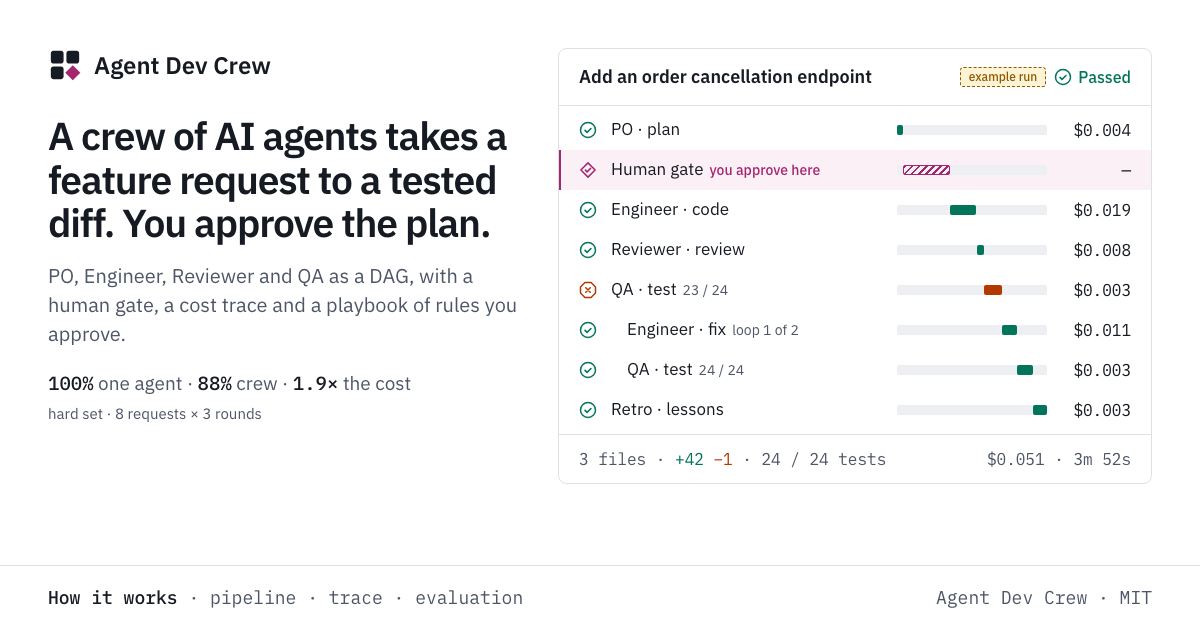 Agent Dev Crew
A crew of AI agents takes a
feature request to a tested
diff. You approve the plan.
PO, Engineer, Reviewer and QA as a DAG, with a
human gate, a cost trace and a playbook of rules you
approve.
100% one agent · 88% crew · 1.9× the cost
hard set · 8 requests × 3 rounds
Add an order cancellation endpoint example run Passed
PO · plan $0.004
Human gate you approve here –
Engineer · code $0.019
Reviewer · review $0.008
QA · test 23 / 24 $0.003
Engineer · fix loop 1 of 2 $0.011
QA · test 24 / 24 $0.003
Retro · lessons $0.003
3 files · +42 −1 · 24 / 24 tests $0.051 · 3m 52s
How it works · pipeline · trace · evaluation
Agent Dev Crew · MIT